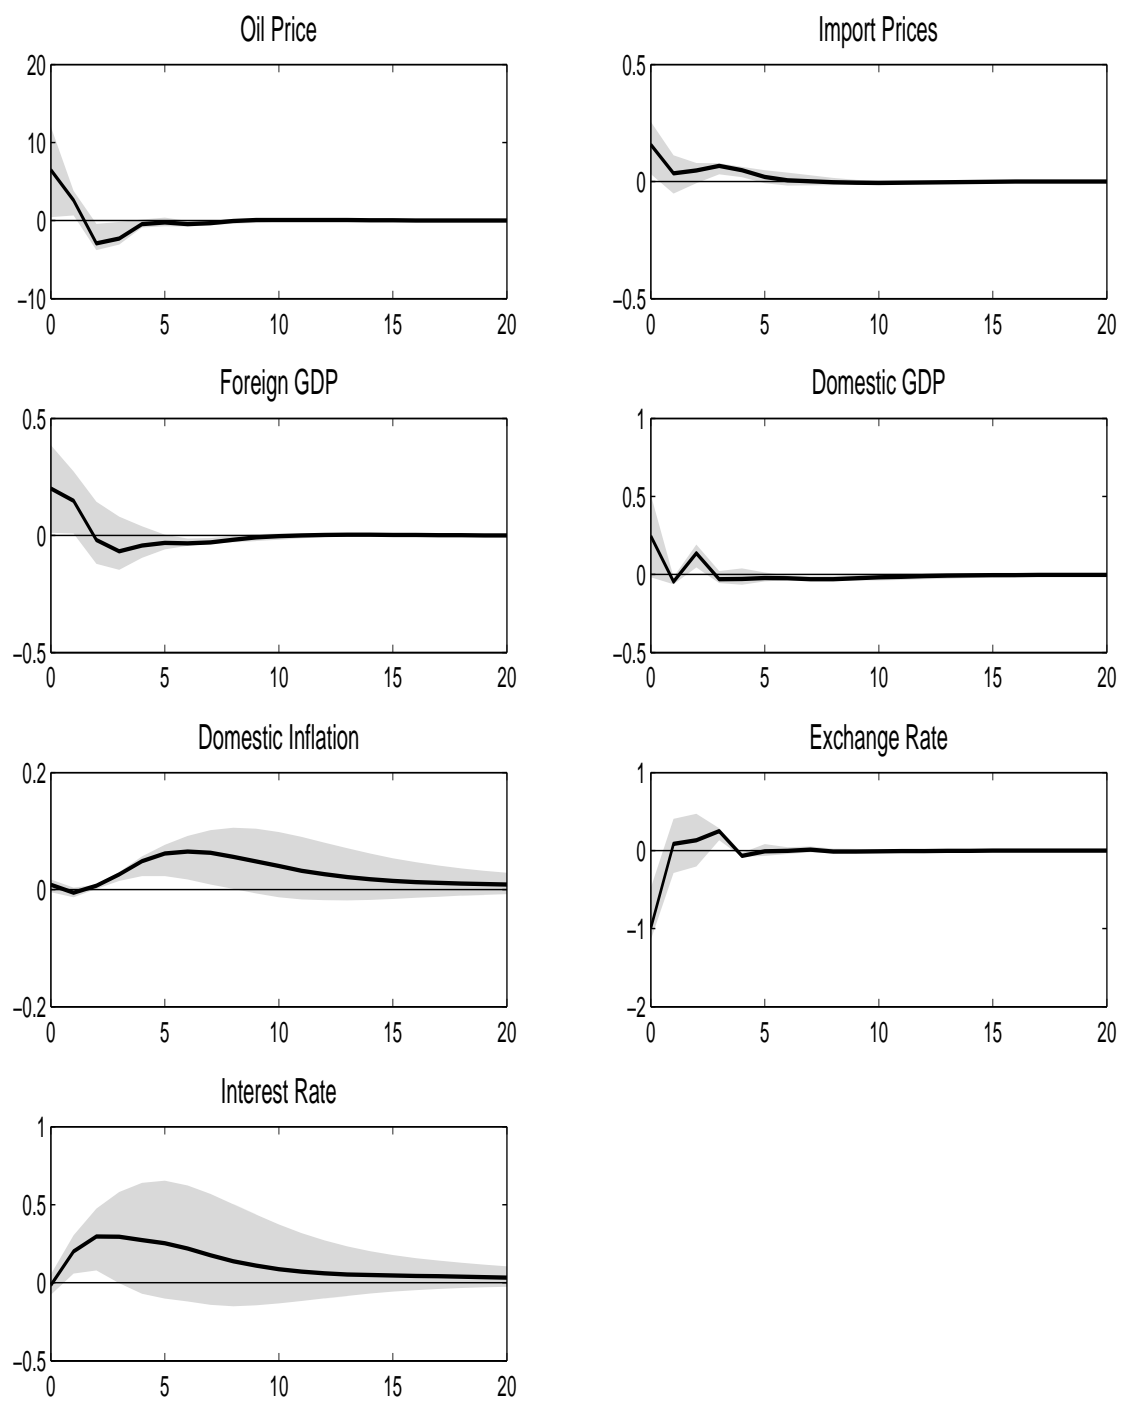 Oil Price
20
10
0
−10
0 5 10 15 20
Import Prices
0.5
0
−0.5
0 5 10 15 20
Foreign GDP
0.5
0
−0.5
0 5 10 15 20
Domestic GDP
1
0.5
0
−0.5
0 5 10 15 20
Domestic Inflation
0.2
0
−0.2
0 5 10 15 20
Exchange Rate
1
0
−1
−2
0 5 10 15 20
Interest Rate
1
0.5
0
−0.5
0 5 10 15 20